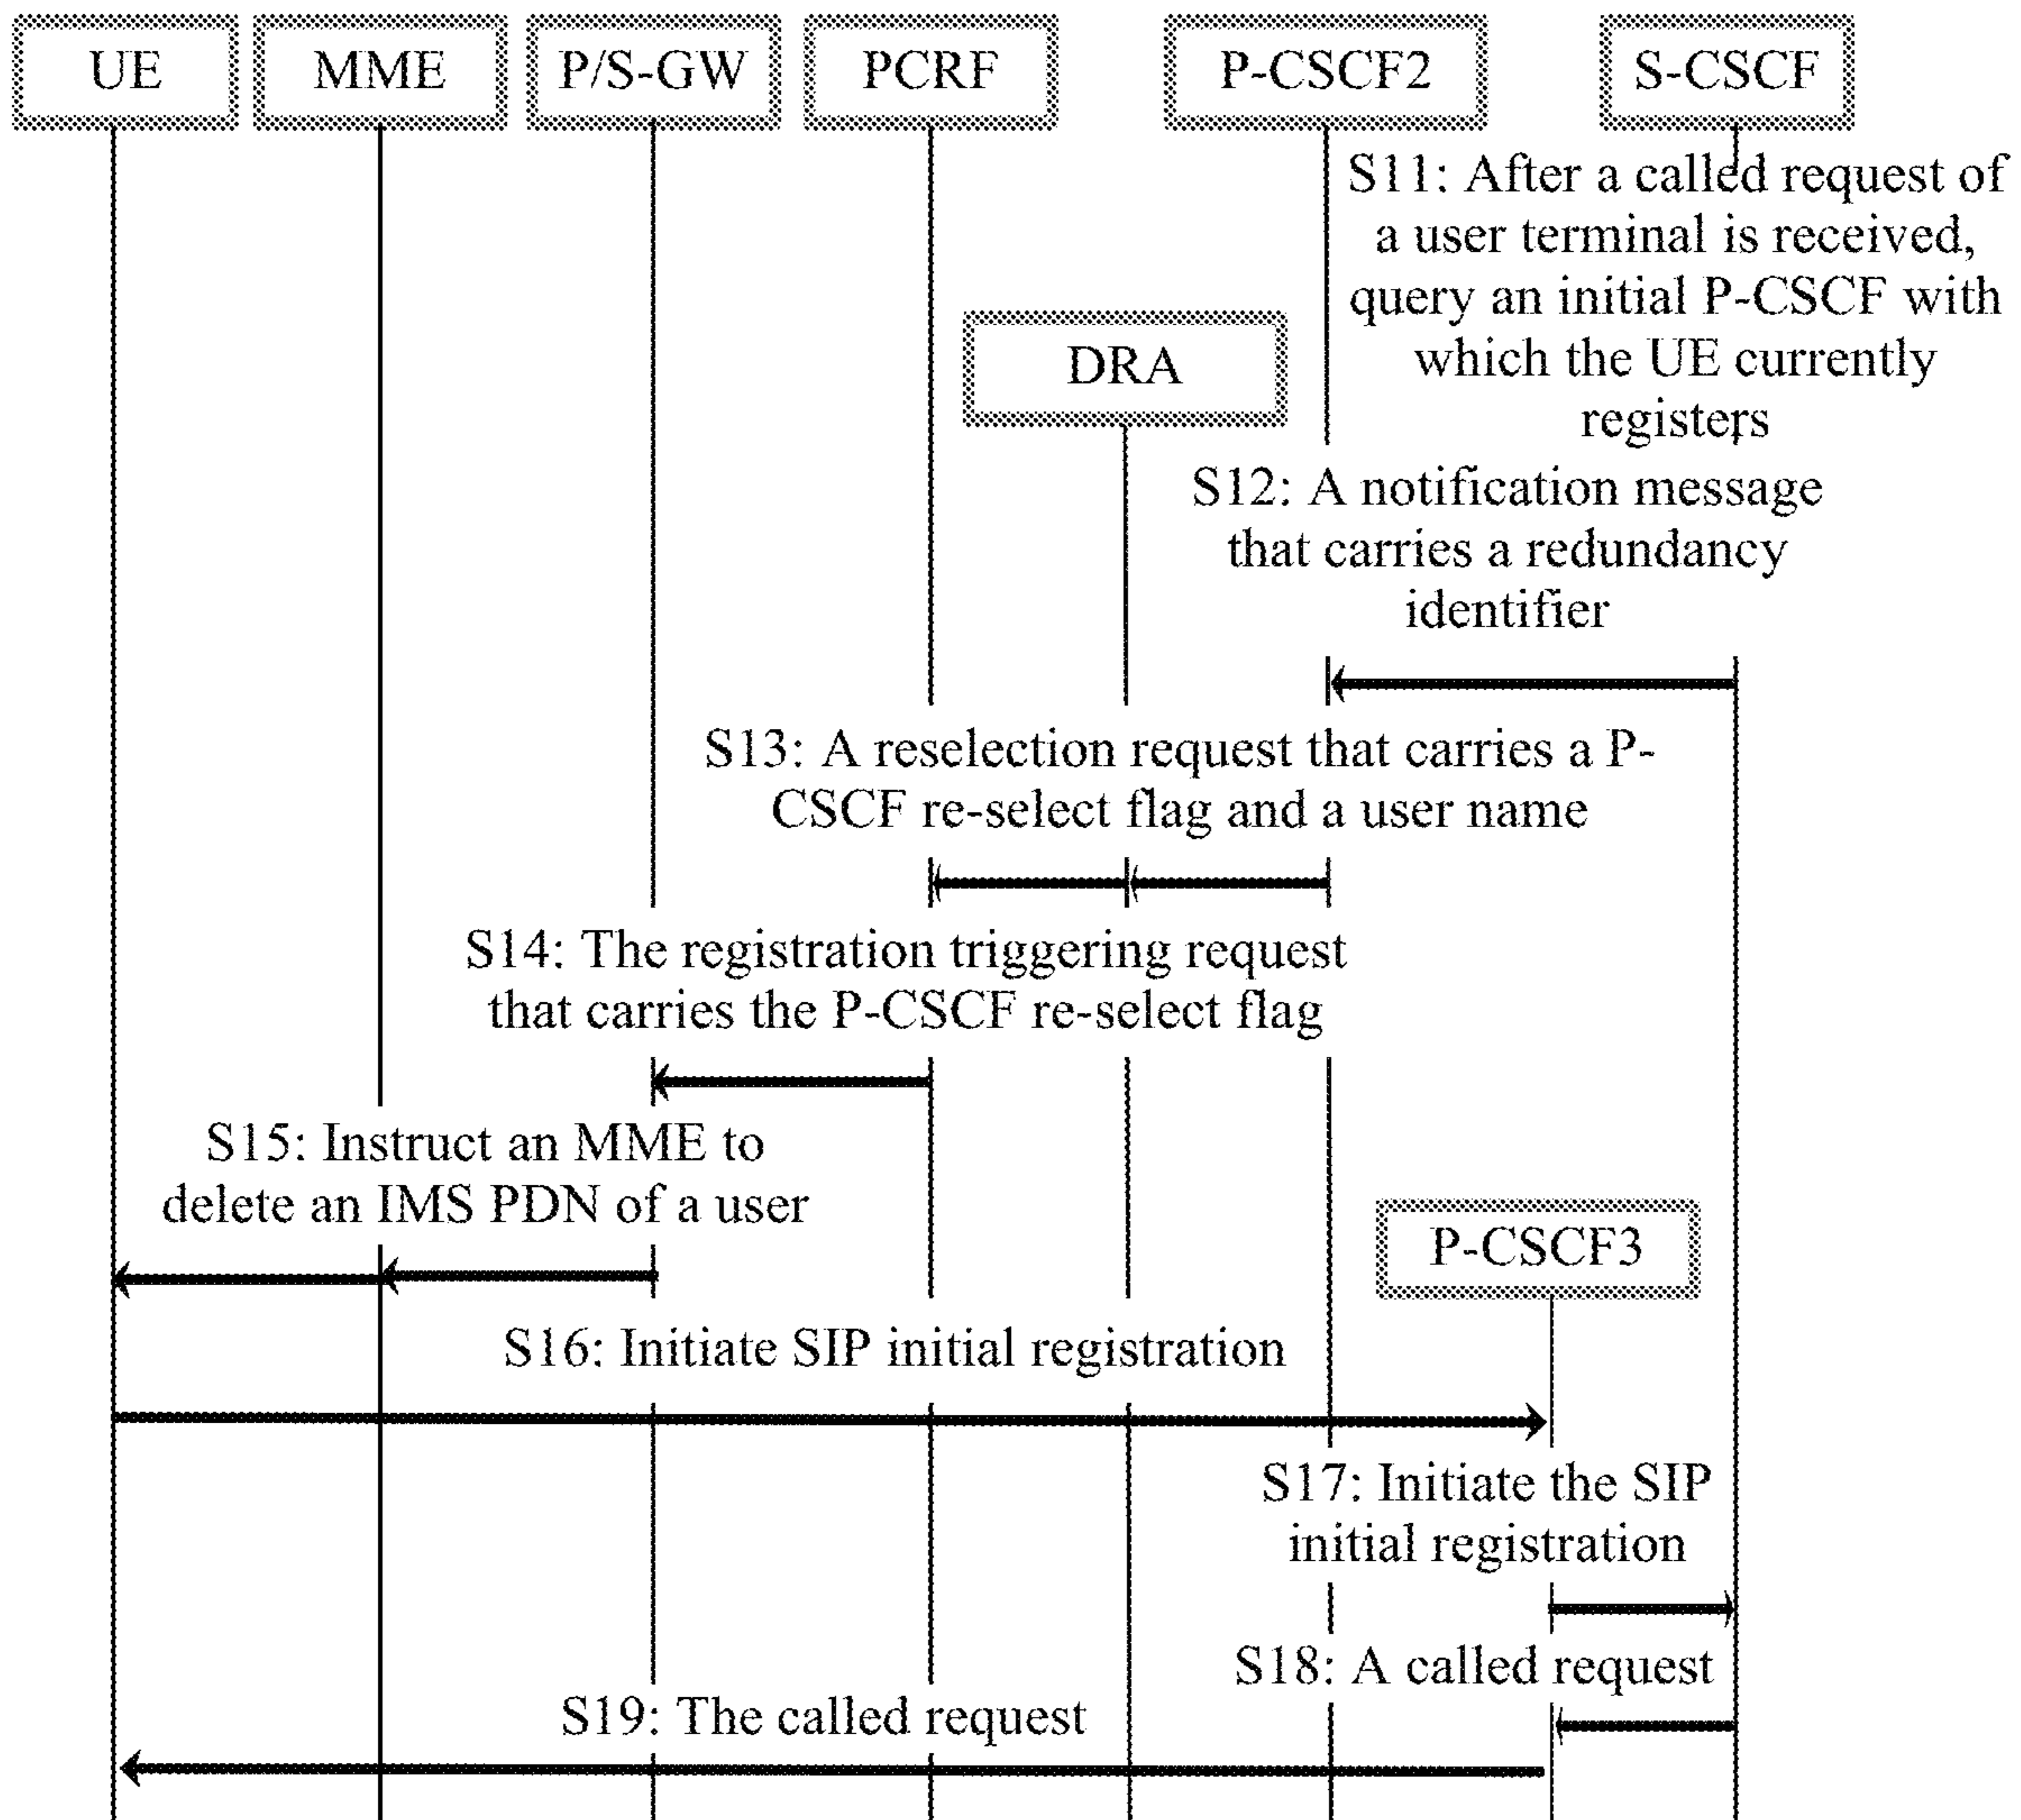 UE
MME
P/S-GW
PCRF
P-CSCF2
S-CSCF
S11: After a called request of
a user terminal is received,
query an initial P-CSCF with
which the UE currently
registers
DRA
S12: A notification message
that carries a redundancy
identifier
S13: A reselection request that carries a P-
CSCF re-select flag and a user name
S14: The registration triggering request
that carries the P-CSCF re-select flag
S15: Instruct an MME to
delete an IMS PDN of a user
P-CSCF3
S16: Initiate SIP initial registration
S17: Initiate the SIP
initial registration
S18: A called request
S19: The called request